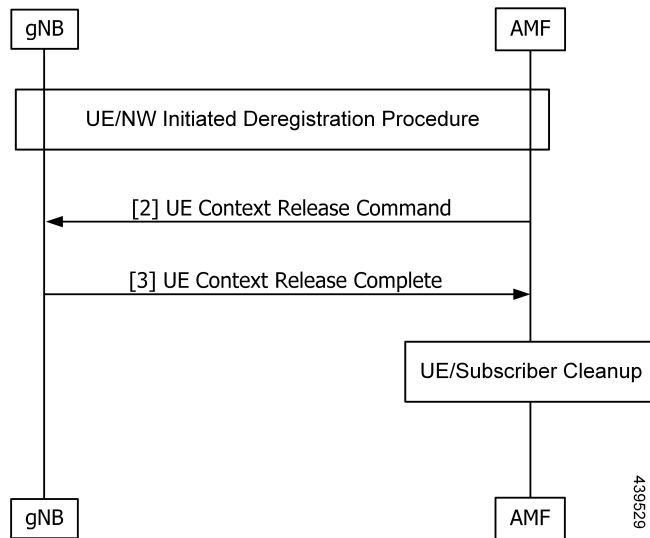 gNB
AMF
UE/NW Initiated Deregistration Procedure
[2] UE Context Release Command
[3] UE Context Release Complete
UE/Subscriber Cleanup
gNB
AMF
439529